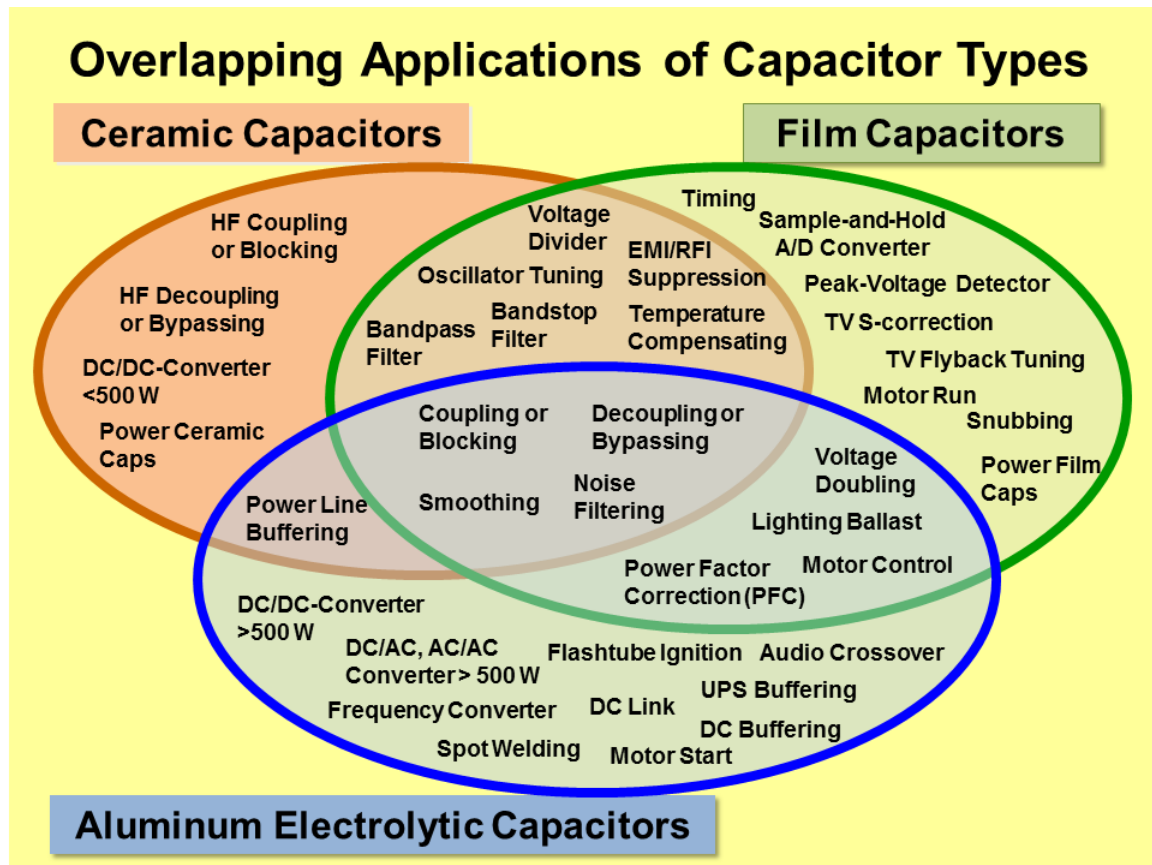 Overlapping Applications of Capacitor Types
Ceramic Capacitors
Film Capacitors
HF Coupling
or Blocking
HF Decoupling
or Bypassing
DC/DC-Converter
<500 W
Power Ceramic
Caps
Voltage
Divider
EMI/RFI
Suppression
Oscillator Tuning
Bandpass
Filter
Bandstop
Filter
Temperature
Compensating
Timing
Sample-and-Hold
A/D Converter
Peak-Voltage Detector
TV S-correction
TV Flyback Tuning
Motor Run
Snubbing
Power Film
Caps
Coupling or
Blocking
Decoupling or
Bypassing
Smoothing
Noise
Filtering
Power Line
Buffering
Voltage
Doubling
Lighting Ballast
Motor Control
Power Factor
Correction (PFC)
DC/DC-Converter
>500 W
DC/AC, AC/AC
Converter > 500 W
Flashtube Ignition
Audio Crossover
Frequency Converter
DC Link
UPS Buffering
DC Buffering
Spot Welding
Motor Start
Aluminum Electrolytic Capacitors